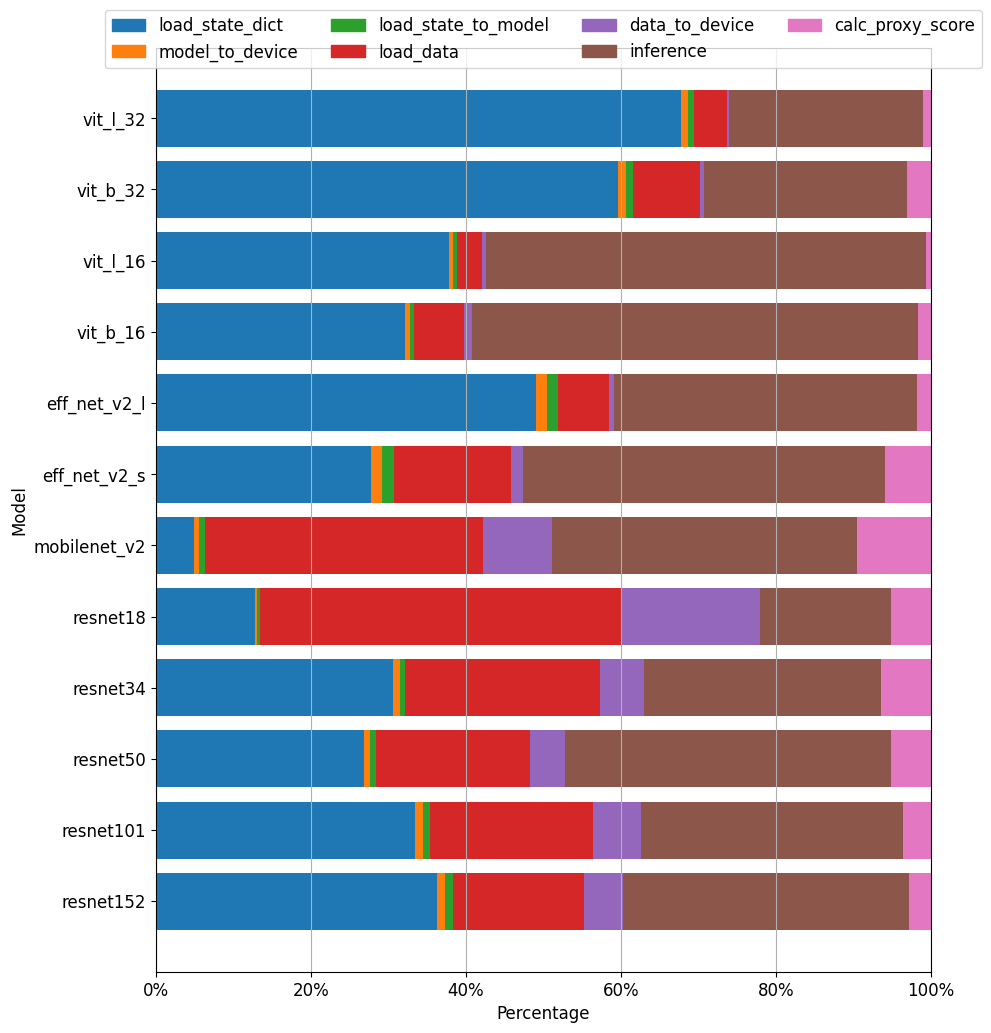 load_state_dict load_state_to_model data_to_device calc_proxy_score
model_to_device load_data inference
vit_l_32
vit_b_32
vit_l_16
vit_b_16
eff_net_v2_l
eff_net_v2_s
mobilenet_v2
resnet18
resnet34
resnet50
resnet101
resnet152
Model
0% 20% 40% 60% 80% 100%
Percentage